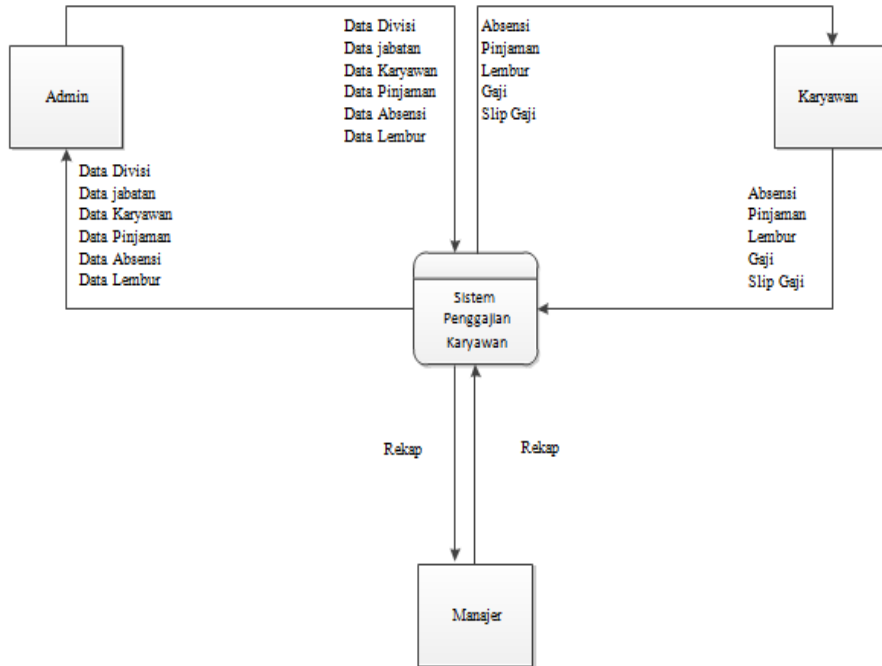 Admin
Data Divisi
Data jabatan
Data Karyawan
Data Pinjaman
Data Absensi
Data Lembur
Absensi
Pinjaman
Lembur
Gaji
Slip Gaji
Karyawan
Data Divisi
Data jabatan
Data Karyawan
Data Pinjaman
Data Absensi
Data Lembur
Absensi
Pinjaman
Lembur
Gaji
Slip Gaji
Sistem
Penggajian
Karyawan
Rekap
Rekap
Manajer